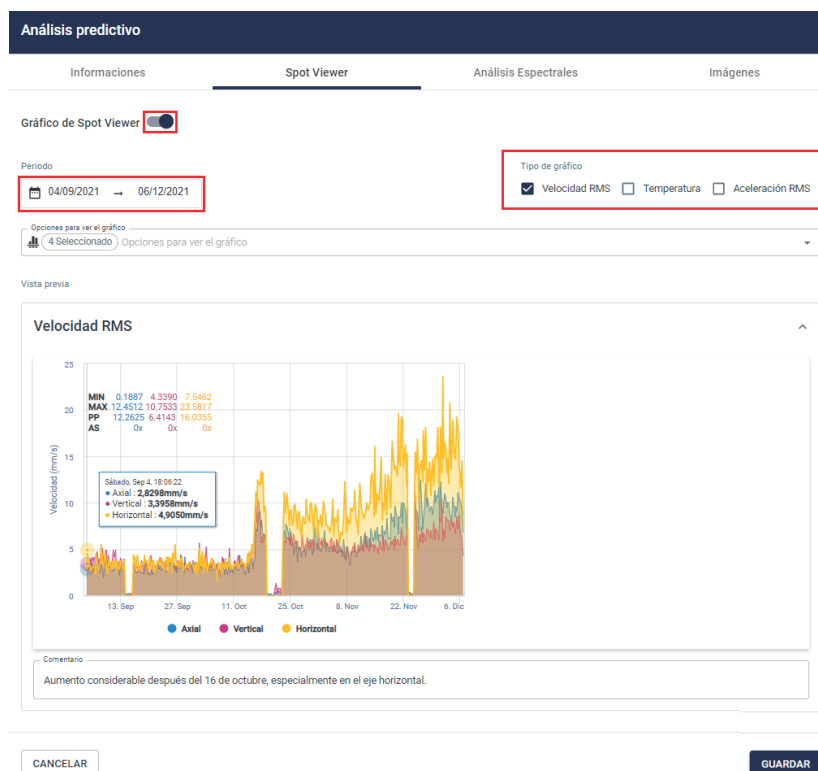 Análisis predictivo
Informaciones Spot Viewer Análisis Espectrales Imágenes
Gráfico de Spot Viewer
Periodo
04/09/2021 → 06/12/2021
Tipo de gráfico
Velocidad RMS Temperatura Aceleración RMS
Opciones para ver el gráfico
4 Seleccionado Opciones para ver el gráfico
Vista previa
Velocidad RMS
25
20
15
10
5
0
Velocidad (mm/s)
MIN 0.1887 4.3390 7.5462
MAX 12.4512 10.7533 23.5817
PP 12.2625 6.4143 16.0355
AS 0x 0x 0x
Sábado, Sep 4, 18:06:22
Axial : 2,8298mm/s
Vertical : 3,3958mm/s
Horizontal : 4,9050mm/s
13. Sep 27. Sep 11. Oct 25. Oct 8. Nov 22. Nov 6. Dic
Axial Vertical Horizontal
Comentario
Aumento considerable después del 16 de octubre, especialmente en el eje horizontal.
CANCELAR GUARDAR